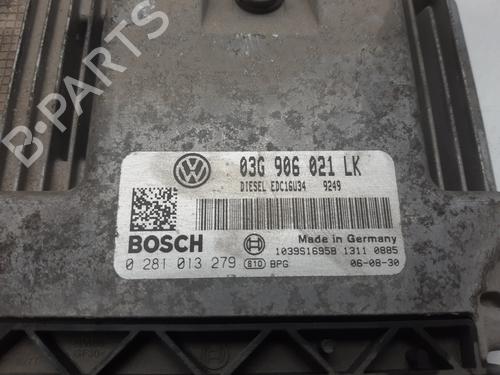 03G 906 021 LK
DIESEL EDC16U34 9249
BOSCH
Made in Germany
1039S16958 1311 0885
0 281 013 279 810 BPG 06-08-30
B-PARTS